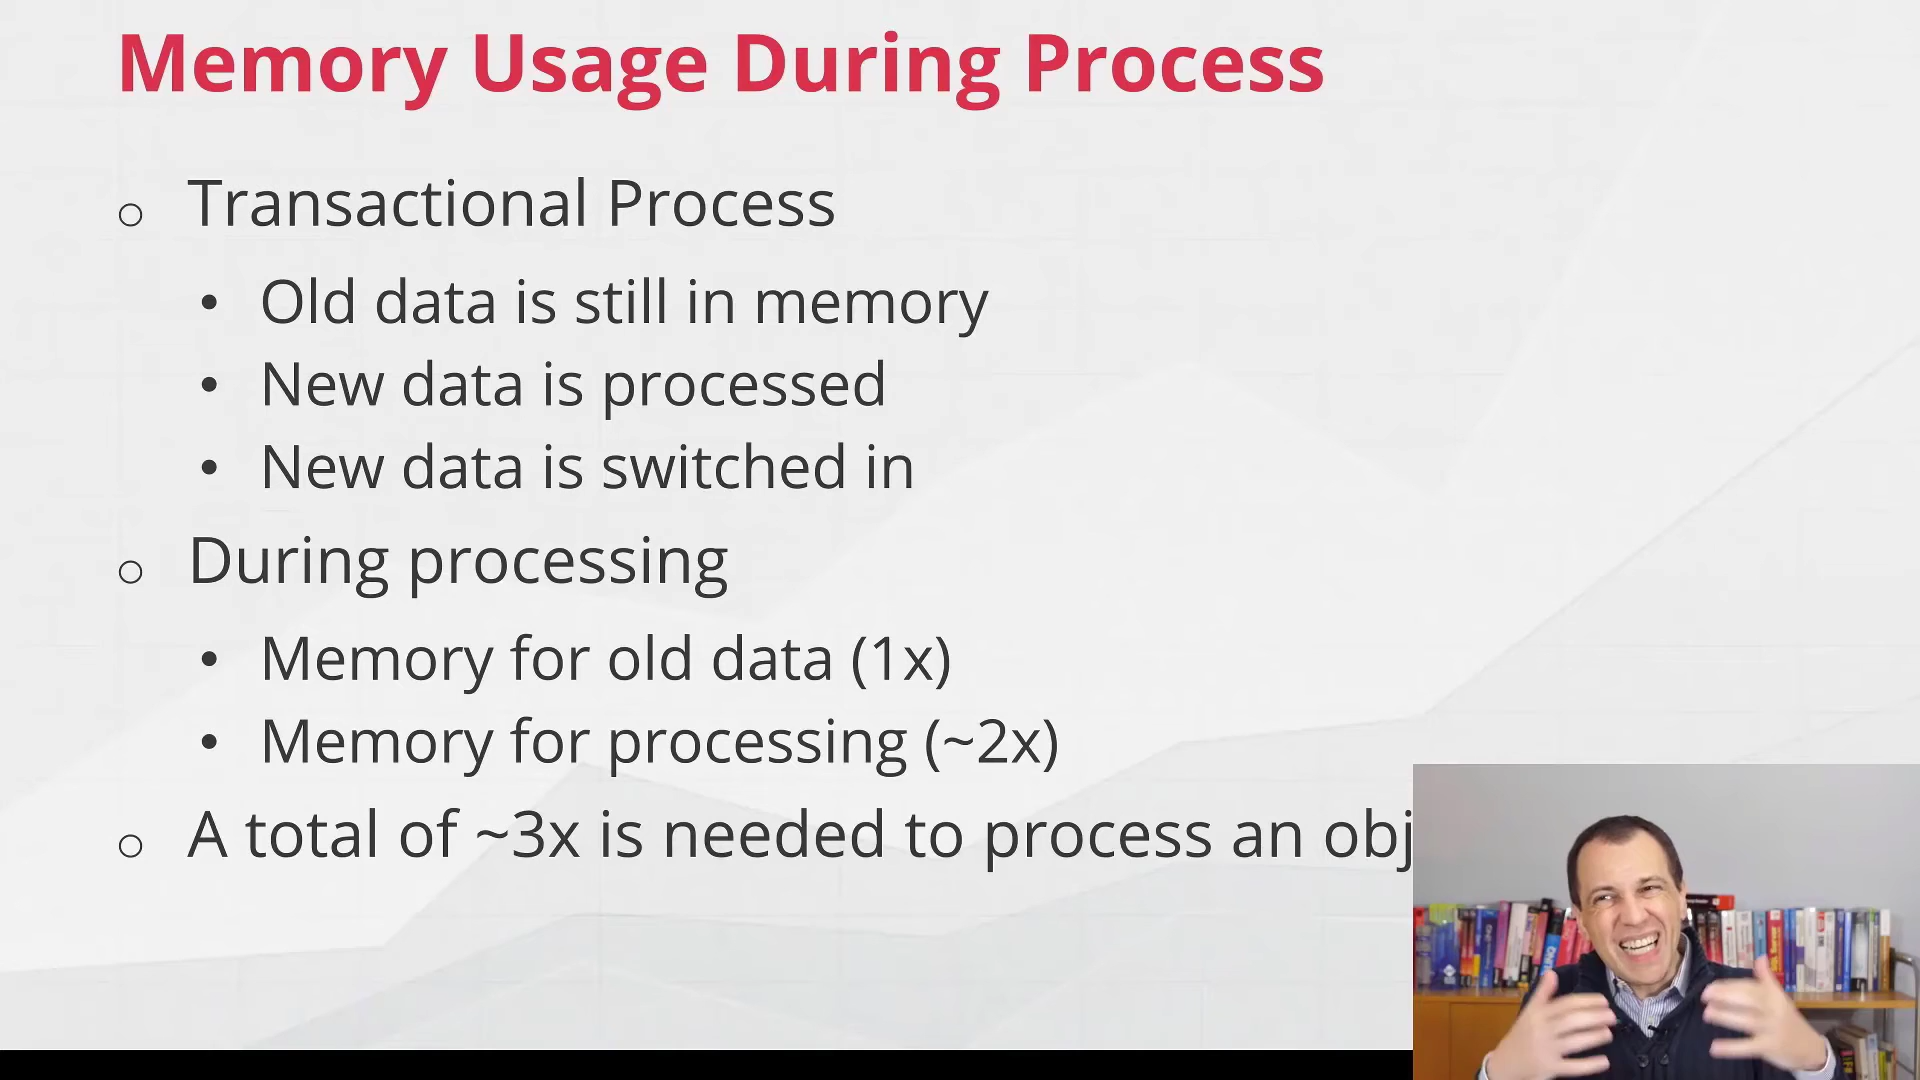 Memory Usage During Process
○ Transactional Process
• Old data is still in memory
• New data is processed
• New data is switched in
○ During processing
• Memory for old data (1x)
• Memory for processing (~2x)
○ A total of ~3x is needed to process an obj